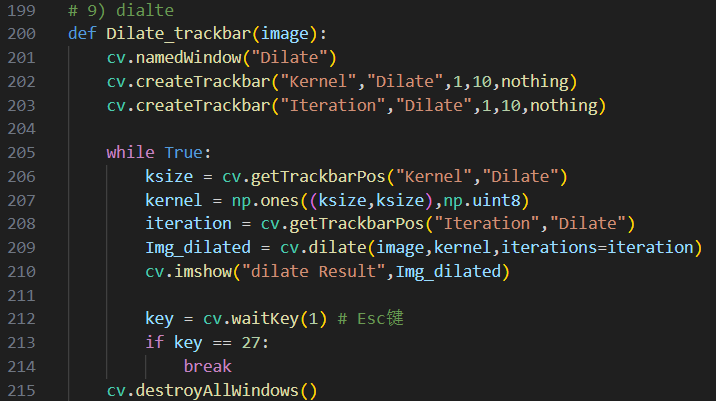 199 # 9) dialte
200 def Dilate_trackbar(image):
201     cv.namedWindow("Dilate")
202     cv.createTrackbar("Kernel","Dilate",1,10,nothing)
203     cv.createTrackbar("Iteration","Dilate",1,10,nothing)
204
205     while True:
206         ksize = cv.getTrackbarPos("Kernel","Dilate")
207         kernel = np.ones((ksize,ksize),np.uint8)
208         iteration = cv.getTrackbarPos("Iteration","Dilate")
209         Img_dilated = cv.dilate(image,kernel,iterations=iteration)
210         cv.imshow("dilate Result",Img_dilated)
211
212         key = cv.waitKey(1) # Esc键
213         if key == 27:
214             break
215     cv.destroyAllWindows()